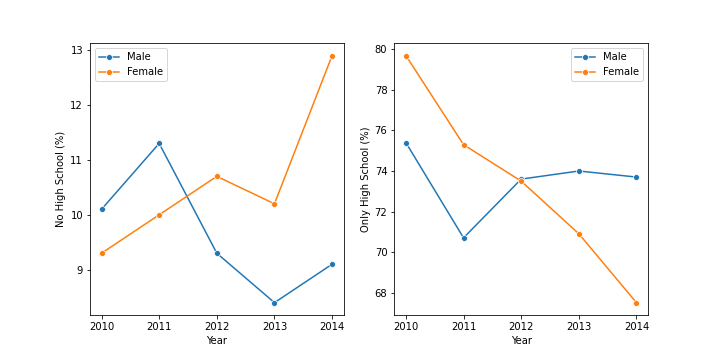 Male
Female
13
12
11
10
9
No High School (%)
2010 2011 2012 2013 2014
Year
Male
Female
80
78
76
74
72
70
68
Only High School (%)
2010 2011 2012 2013 2014
Year